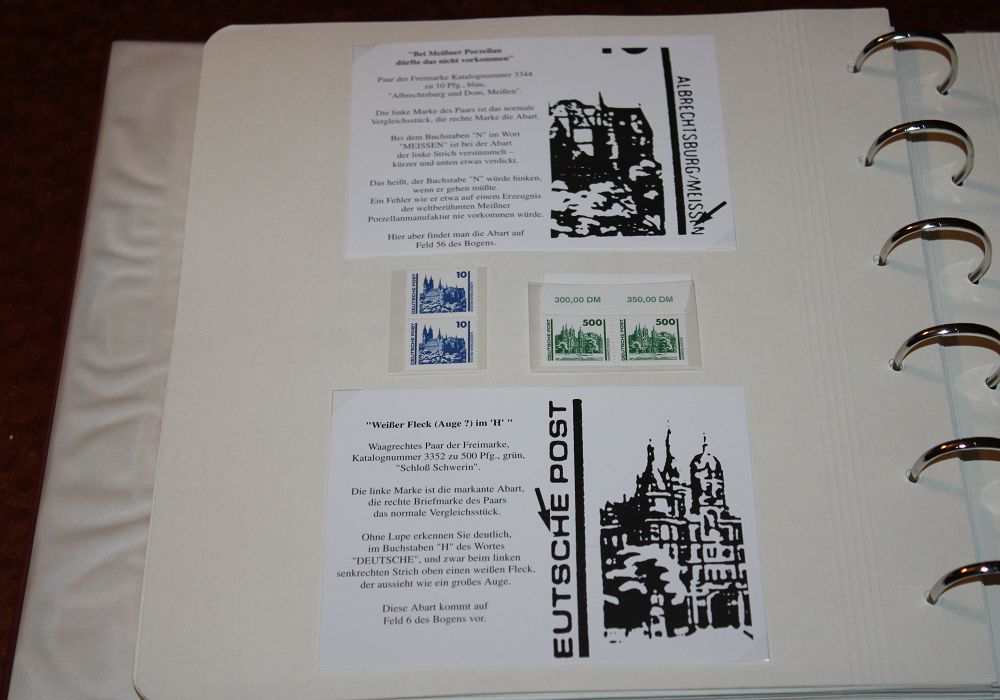 "Bei Meißner Porzellan
dürfte das nicht vorkommen"
Paar der Freimarke Katalognummer 3344
zu 10 Pfg., blau,
"Albrechtsburg und Dom, Meißen".
Die linke Marke des Paars ist das normale
Vergleichsstück, die rechte Marke die Abart.
Bei dem Buchstaben "N" im Wort
"MEISSEN" ist bei der Abart
der linke Strich verstümmelt –
kürzer und unten etwas verdickt.
Das heißt, der Buchstabe "N" würde hinken,
wenn er gehen müßte.
Ein Fehler wie er etwa auf einem Erzeugnis
der weltberühmten Meißner
Porzellanmanufaktur nie vorkommen würde.
Hier aber findet man die Abart auf
Feld 56 des Bogens.
ALBRECHTSBURG/MEISSEN
DEUTSCHE POST
10
DEUTSCHE POST
10
300,00 DM
350,00 DM
DEUTSCHE POST
500
DEUTSCHE POST
500
"Weißer Fleck (Auge ?) im 'H' "
Waagrechtes Paar der Freimarke,
Katalognummer 3352 zu 500 Pfg., grün,
"Schloß Schwerin".
Die linke Marke ist die markante Abart,
die rechte Briefmarke des Paars
das normale Vergleichsstück.
Ohne Lupe erkennen Sie deutlich,
im Buchstaben "H" des Wortes
"DEUTSCHE", und zwar beim linken
senkrechten Strich oben einen weißen Fleck,
der aussieht wie ein großes Auge.
Diese Abart kommt auf
Feld 6 des Bogens vor.
EUTSCHE POST